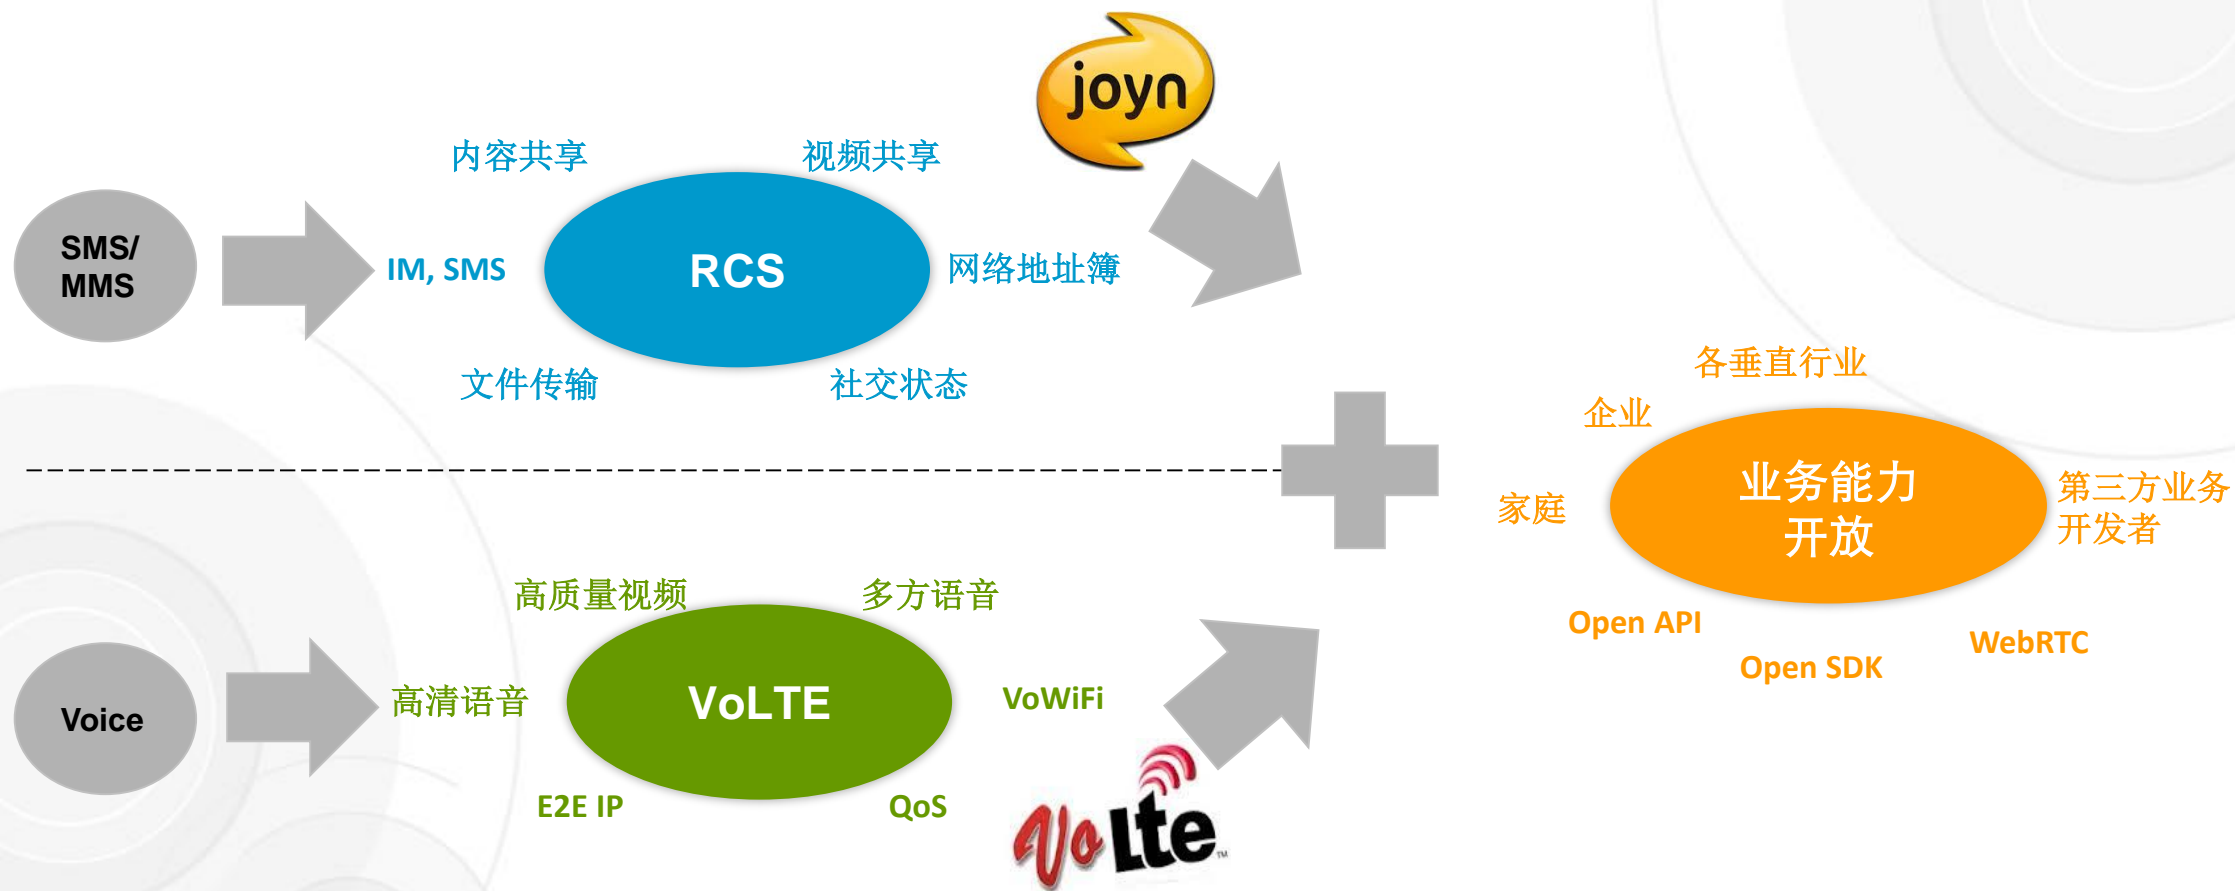 joyn
内容共享
视频共享
SMS/
MMS
IM, SMS
RCS
网络地址簿
文件传输
社交状态
各垂直行业
企业
业务能力
开放
家庭
第三方业务
开发者
Open API
Open SDK
WebRTC
高质量视频
多方语音
Voice
高清语音
VoLTE
VoWiFi
E2E IP
QoS
VoLte
TM